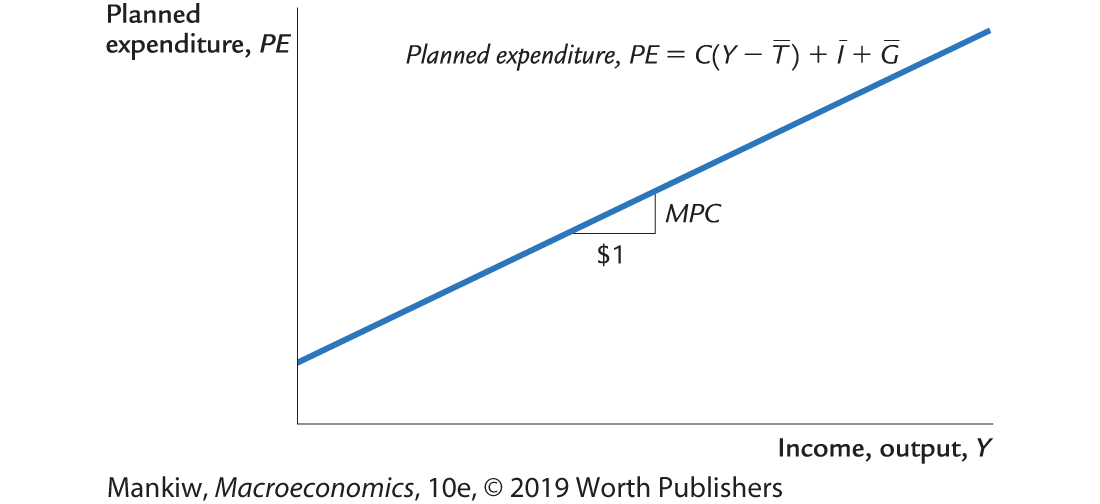 Planned
expenditure, PE
Planned expenditure, PE = C(Y − T̅) + I̅ + G̅
MPC
$1
Income, output, Y
Mankiw, Macroeconomics, 10e, © 2019 Worth Publishers